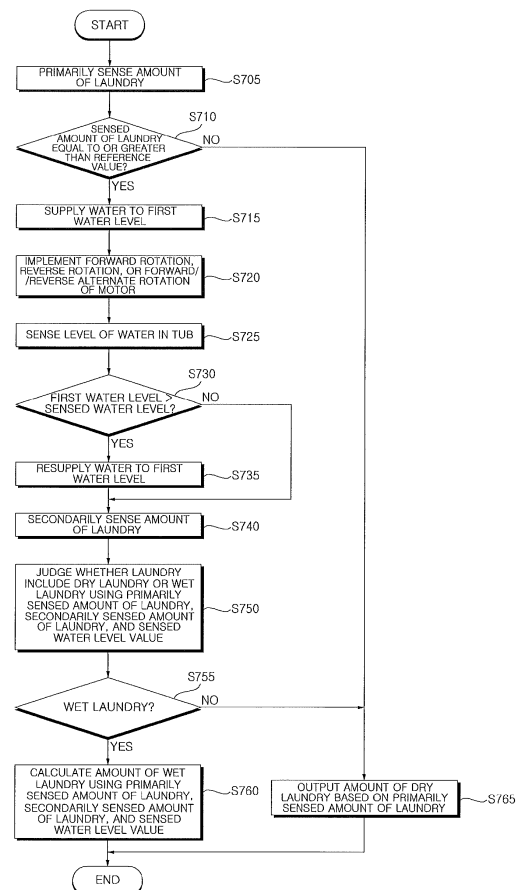 START
PRIMARILY SENSE AMOUNT
OF LAUNDRY
S705
SENSED
AMOUNT OF LAUNDRY
EQUAL TO OR GREATER
THAN REFERENCE
VALUE?
S710
NO
YES
SUPPLY WATER TO FIRST
WATER LEVEL
S715
IMPLEMENT FORWARD ROTATION,
REVERSE ROTATION, OR FORWARD/
/REVERSE ALTERNATE ROTATION
OF MOTOR
S720
SENSE LEVEL OF WATER IN TUB
S725
FIRST WATER LEVEL >
SENSED WATER LEVEL?
S730
NO
YES
RESUPPLY WATER TO FIRST
WATER LEVEL
S735
SECONDARILY SENSE AMOUNT
OF LAUNDRY
S740
JUDGE WHETHER LAUNDRY
INCLUDE DRY LAUNDRY OR WET
LAUNDRY USING PRIMARILY
SENSED AMOUNT OF LAUNDRY,
SECONDARILY SENSED AMOUNT
OF LAUNDRY, AND SENSED
WATER LEVEL VALUE
S750
WET LAUNDRY?
S755
NO
YES
CALCULATE AMOUNT OF WET
LAUNDRY USING PRIMARILY
SENSED AMOUNT OF LAUNDRY,
SECONDARILY SENSED AMOUNT
OF LAUNDRY, AND SENSED
WATER LEVEL VALUE
S760
OUTPUT AMOUNT OF DRY
LAUNDRY BASED ON PRIMARILY
SENSED AMOUNT OF LAUNDRY
S765
END